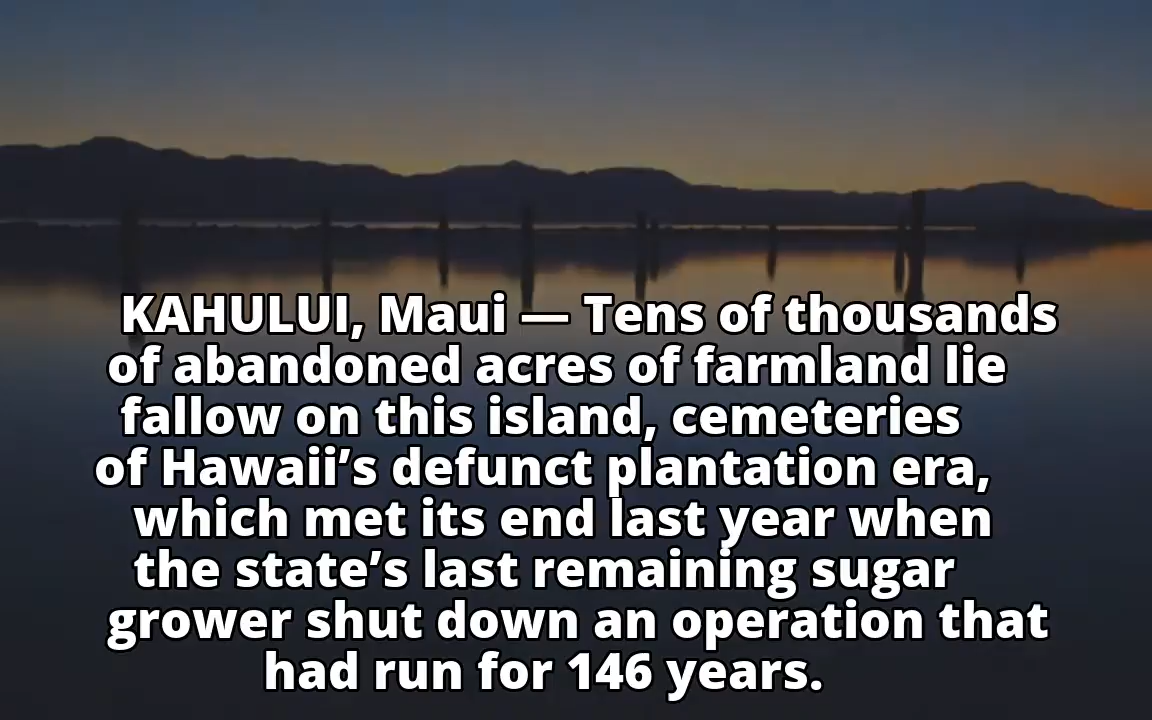 KAHULUI, Maui — Tens of thousands
of abandoned acres of farmland lie
fallow on this island, cemeteries
of Hawaii’s defunct plantation era,
which met its end last year when
the state’s last remaining sugar
grower shut down an operation that
had run for 146 years.